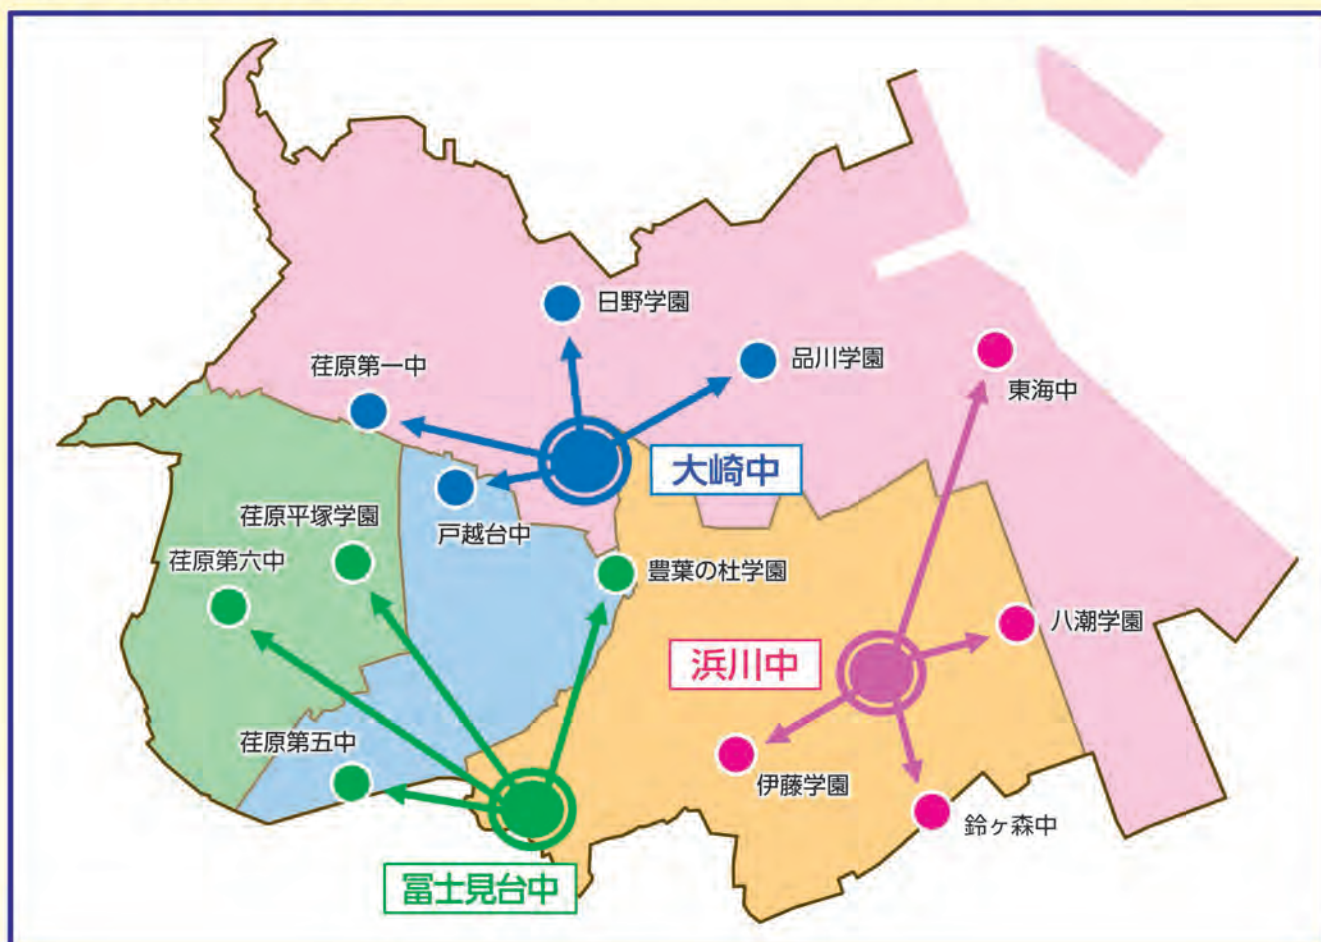 日野学園
品川学園
東海中
荏原第一中
大崎中
戸越台中
荏原平塚学園
荏原第六中
豊葉の杜学園
八潮学園
浜川中
荏原第五中
伊藤学園
鈴ヶ森中
冨士見台中